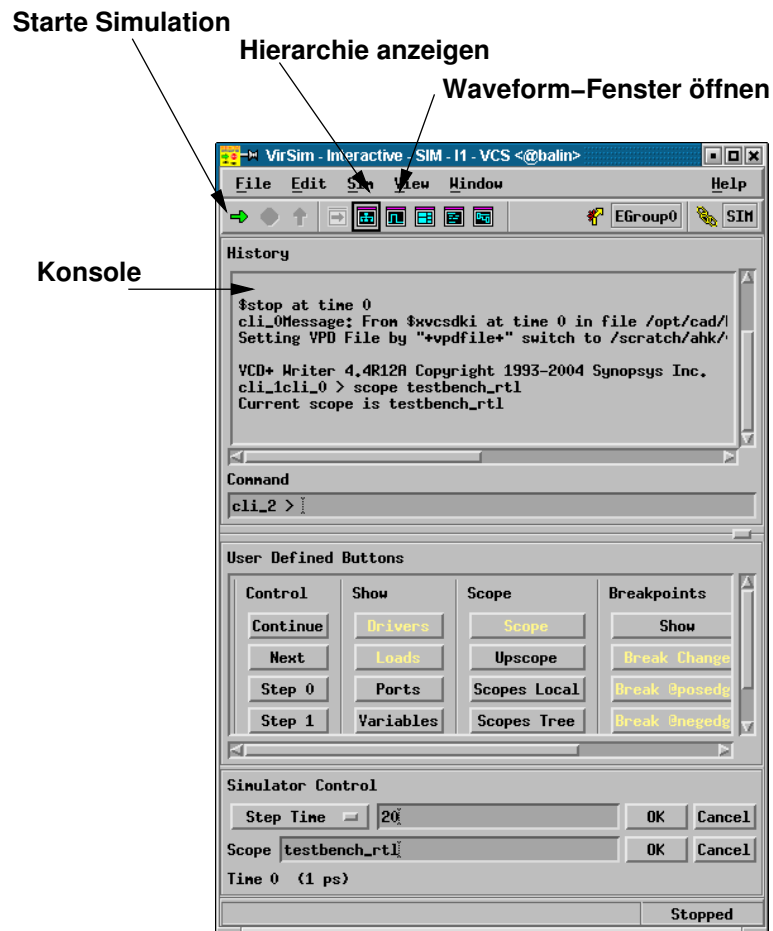 Starte Simulation
Hierarchie anzeigen
Waveform–Fenster öffnen
VirSim - Interactive - SIM - I1 - VCS <@balin>
File Edit Sim View Window Help
EGroup0 SIM
Konsole
History
$stop at time 0
cli_0Message: From $xvcsdki at time 0 in file /opt/cad/
Setting VPD File by "+vpdfile+" switch to /scratch/ahk/
VCD+ Writer 4.4R12A Copyright 1993-2004 Synopsys Inc.
cli_1cli_0 > scope testbench_rtl
Current scope is testbench_rtl
Command
cli_2 >
User Defined Buttons
Control Show Scope Breakpoints
Continue Drivers Scope Show
Next Loads Upscope Break Change
Step 0 Ports Scopes Local Break @posedg
Step 1 Variables Scopes Tree Break @negedg
Simulator Control
Step Time 20 OK Cancel
Scope testbench_rtl OK Cancel
Time 0 (1 ps)
Stopped